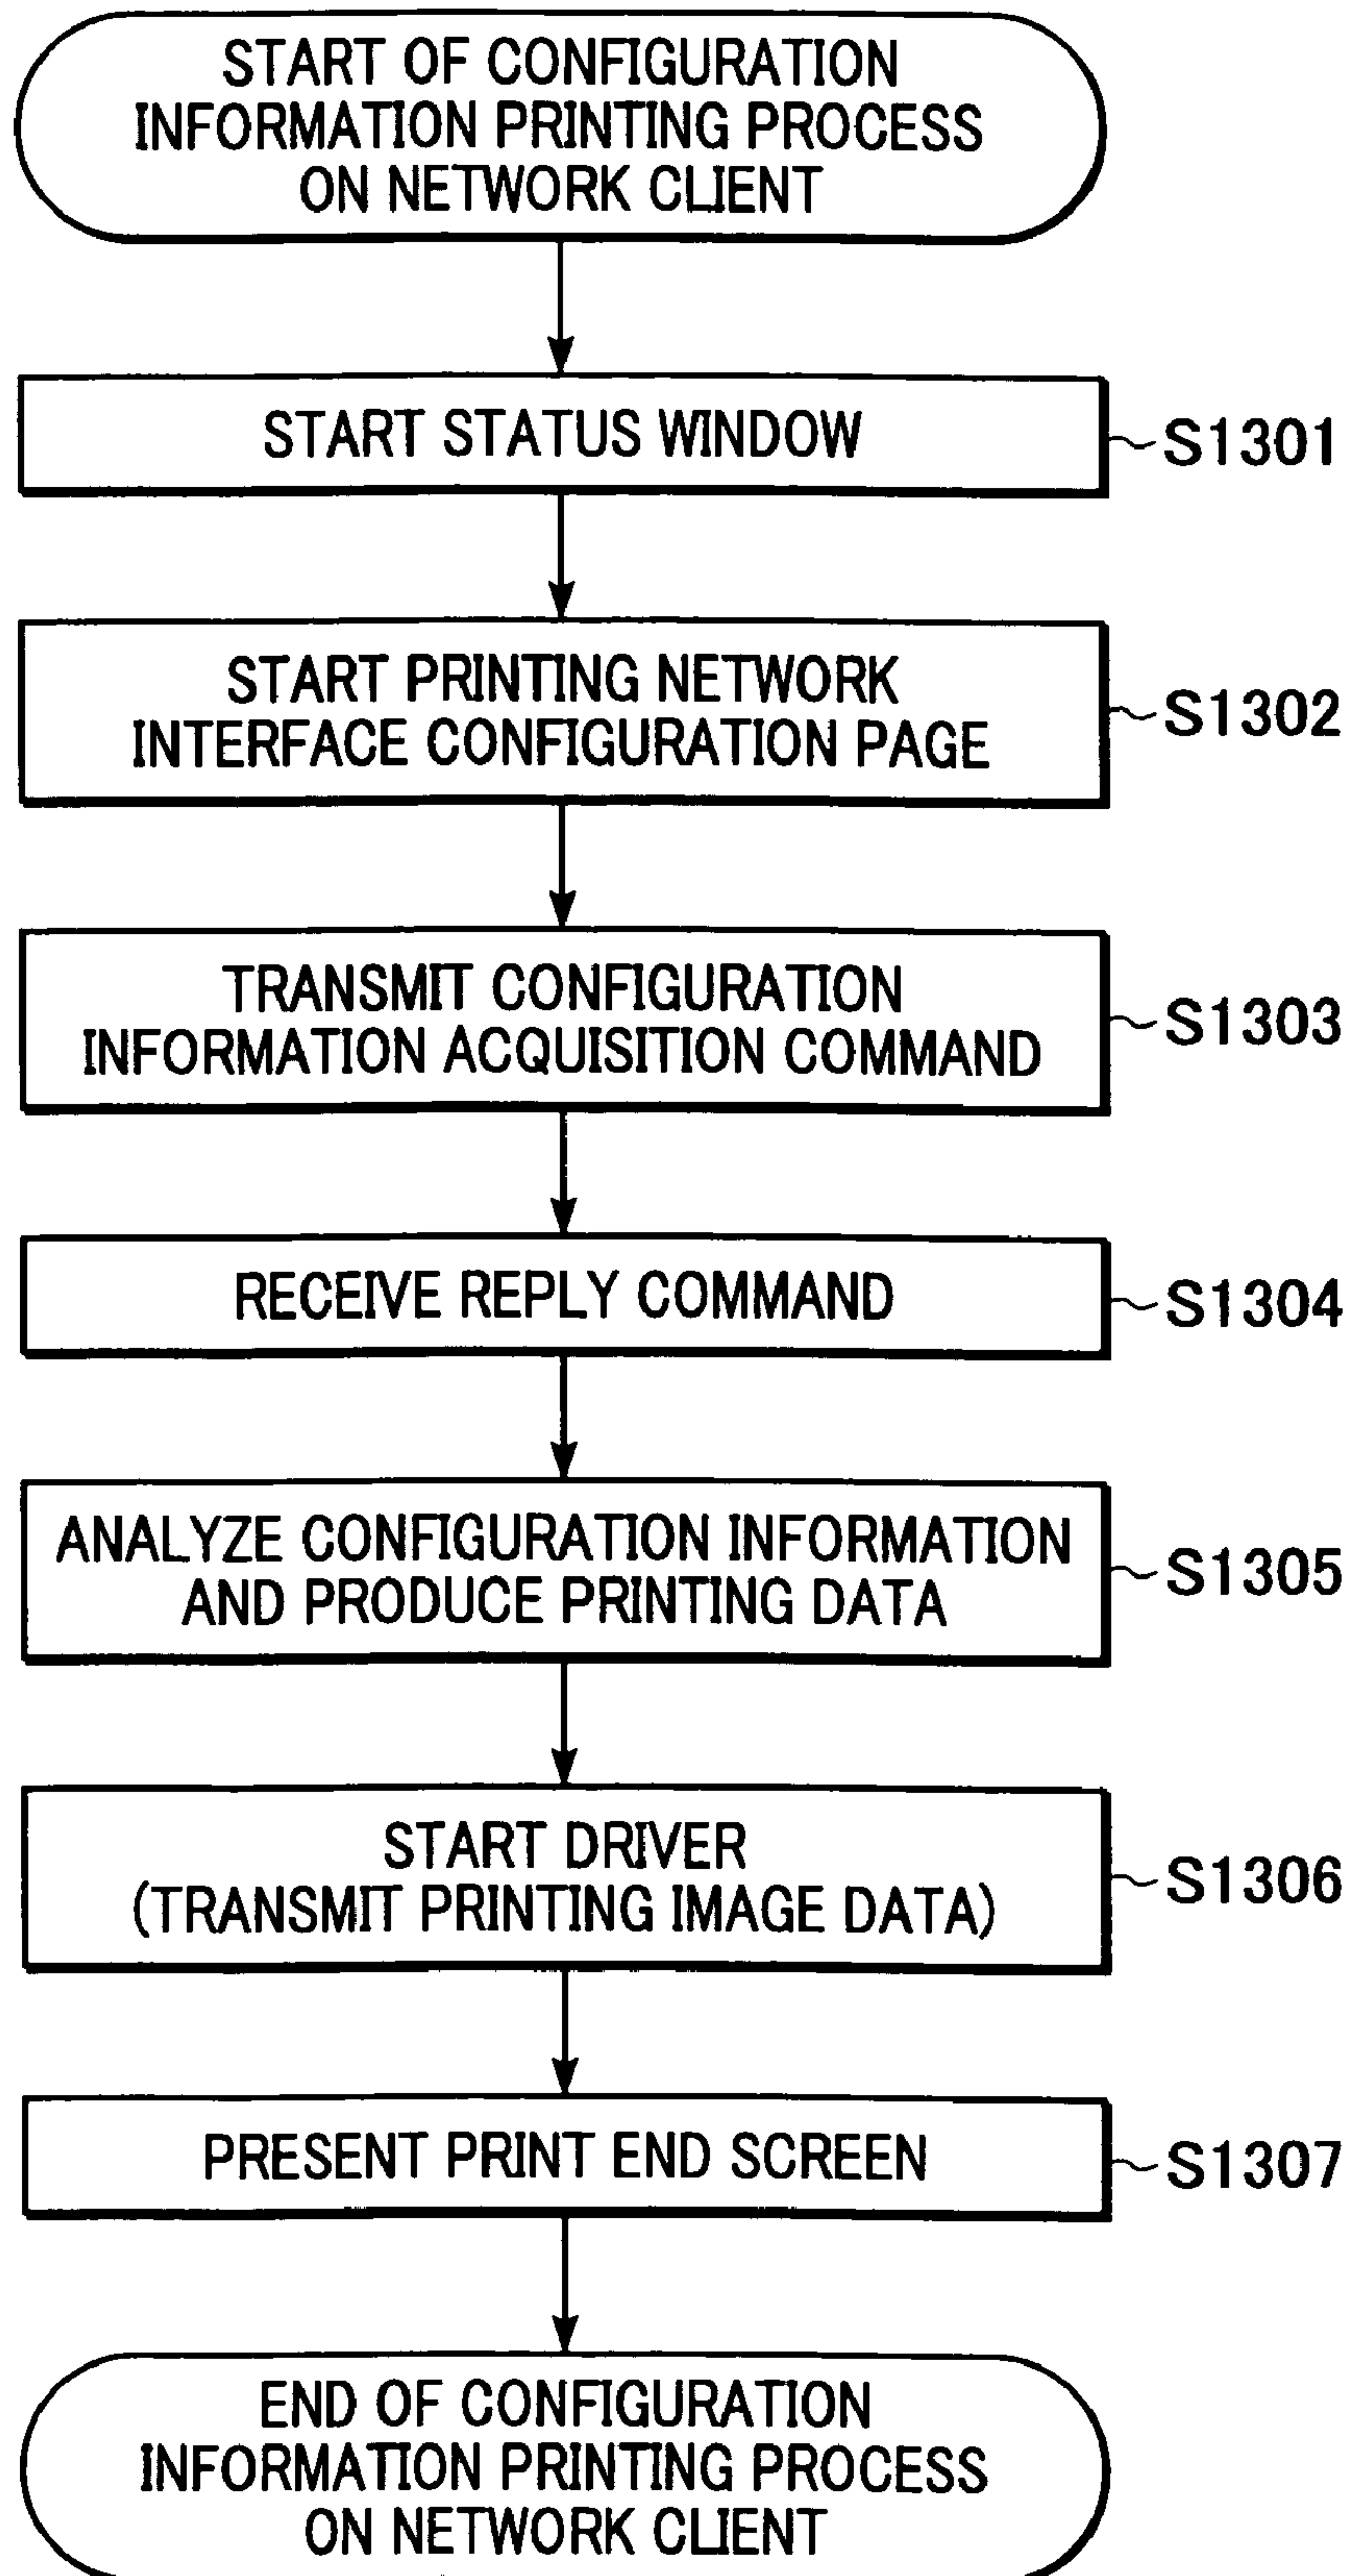 START OF CONFIGURATION
INFORMATION PRINTING PROCESS
ON NETWORK CLIENT
START STATUS WINDOW
S1301
START PRINTING NETWORK
INTERFACE CONFIGURATION PAGE
S1302
TRANSMIT CONFIGURATION
INFORMATION ACQUISITION COMMAND
S1303
RECEIVE REPLY COMMAND
S1304
ANALYZE CONFIGURATION INFORMATION
AND PRODUCE PRINTING DATA
S1305
START DRIVER
(TRANSMIT PRINTING IMAGE DATA)
S1306
PRESENT PRINT END SCREEN
S1307
END OF CONFIGURATION
INFORMATION PRINTING PROCESS
ON NETWORK CLIENT